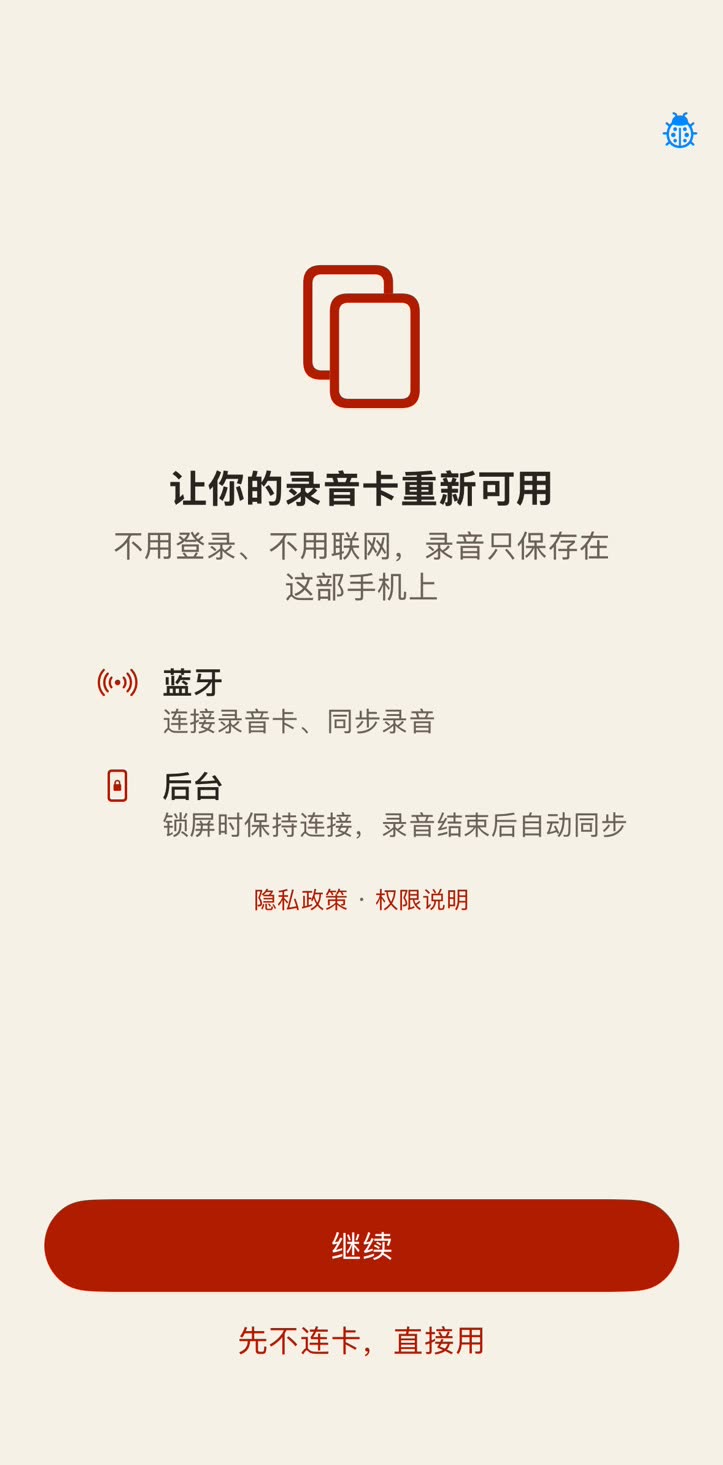 让你的录音卡重新可用
不用登录、不用联网，录音只保存在
这部手机上
蓝牙
连接录音卡、同步录音
后台
锁屏时保持连接，录音结束后自动同步
隐私政策 · 权限说明
继续
先不连卡，直接用